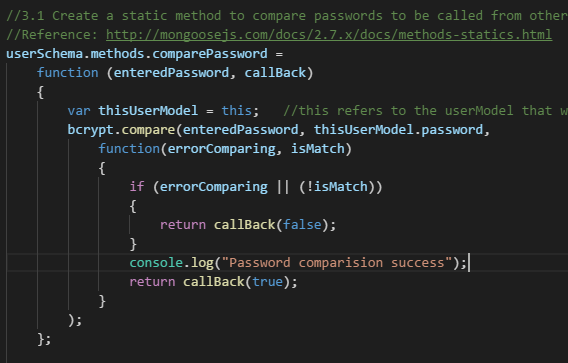 //3.1 Create a static method to compare passwords to be called from other
//Reference: http://mongoosejs.com/docs/2.7.x/docs/methods-statics.html
userSchema.methods.comparePassword =
    function (enteredPassword, callBack)
    {
        var thisUserModel = this;   //this refers to the userModel that w
        bcrypt.compare(enteredPassword, thisUserModel.password,
            function(errorComparing, isMatch)
            {
                if (errorComparing || (!isMatch))
                {
                    return callBack(false);
                }
                console.log("Password comparision success");
                return callBack(true);
            }
        );
    };